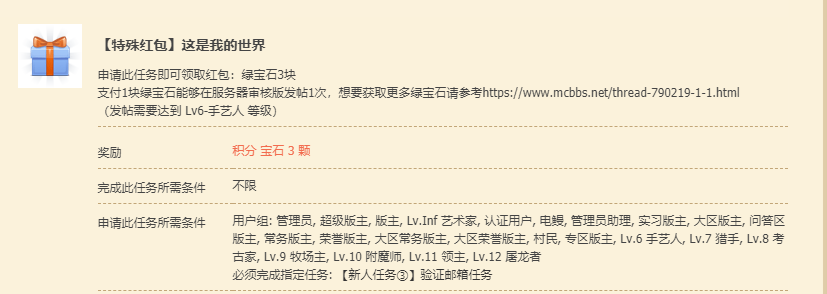 【特殊红包】这是我的世界
申请此任务即可领取红包：绿宝石3块
支付1块绿宝石能够在服务器审核版发帖1次，想要获取更多绿宝石请参考https://www.mcbbs.net/thread-790219-1-1.html
（发帖需要达到 Lv6-手艺人 等级）
奖励 积分 宝石 3 颗
完成此任务所需条件 不限
申请此任务所需条件 用户组: 管理员, 超级版主, 版主, Lv.Inf 艺术家, 认证用户, 电鳗, 管理员助理, 实习版主, 大区版主, 问答区
版主, 常务版主, 荣誉版主, 大区常务版主, 大区荣誉版主, 村民, 专区版主, Lv.6 手艺人, Lv.7 猎手, Lv.8 考
古家, Lv.9 牧场主, Lv.10 附魔师, Lv.11 领主, Lv.12 屠龙者
必须完成指定任务: 【新人任务③】验证邮箱任务